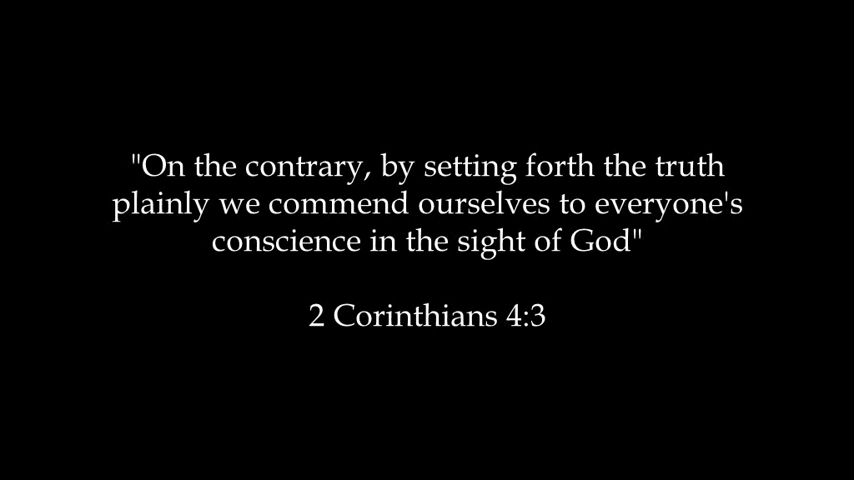 "On the contrary, by setting forth the truth
plainly we commend ourselves to everyone's
conscience in the sight of God"
2 Corinthians 4:3